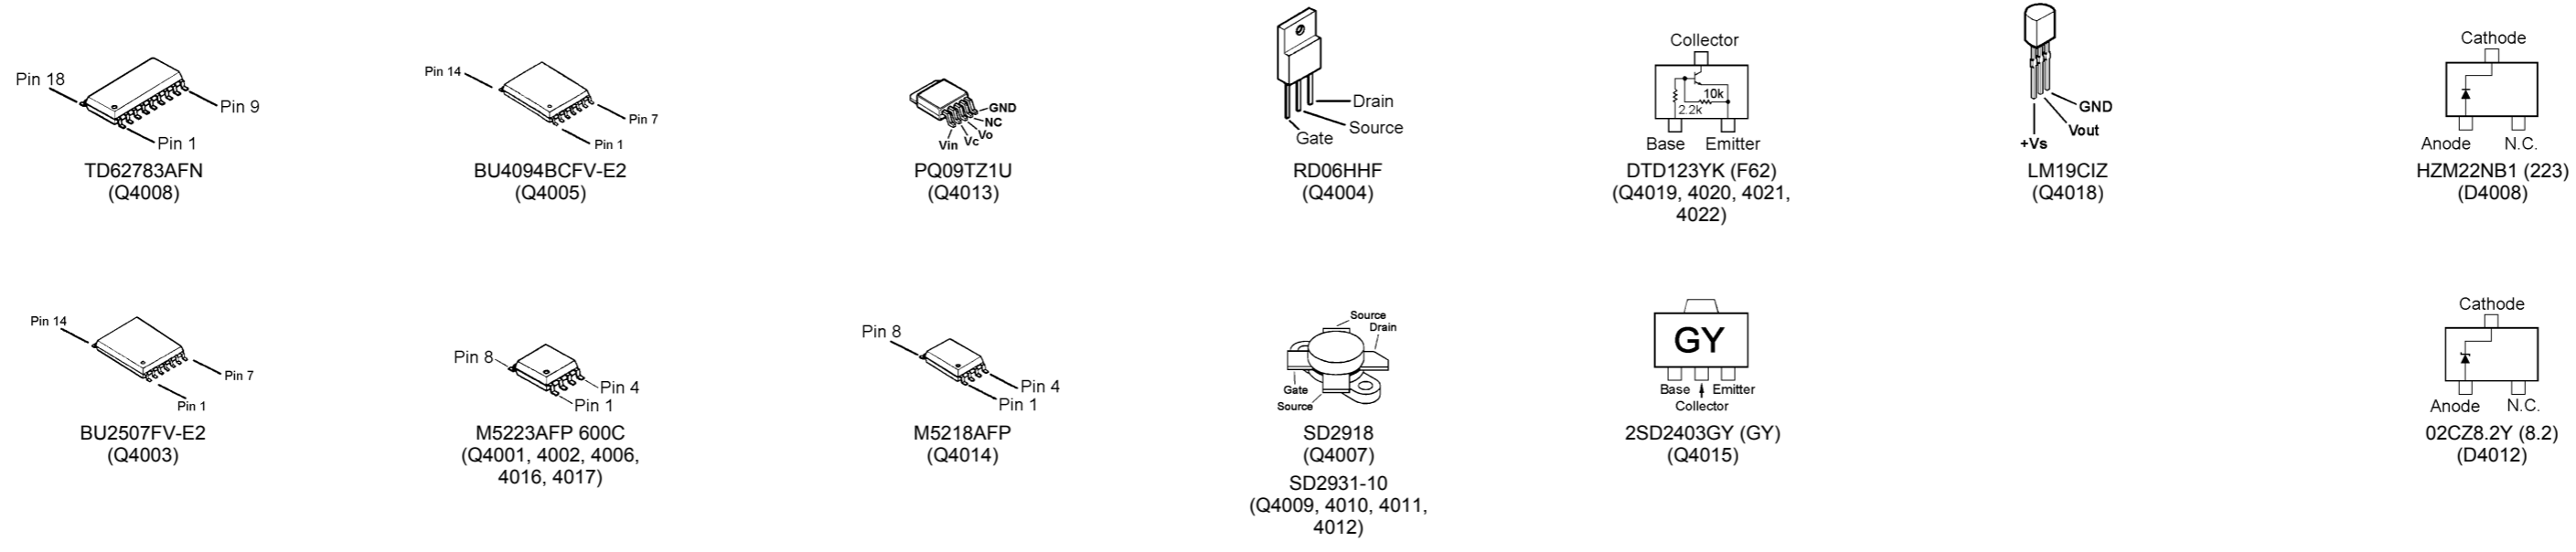 Pin 18
Pin 9
Pin 1
TD62783AFN
(Q4008)
Pin 14
Pin 7
Pin 1
BU4094BCFV-E2
(Q4005)
GND
NC
Vo
Vc
Vin
PQ09TZ1U
(Q4013)
Drain
Source
Gate
RD06HHF
(Q4004)
Collector
10k
2.2k
Base
Emitter
DTD123YK (F62)
(Q4019, 4020, 4021,
4022)
GND
Vout
+Vs
LM19CIZ
(Q4018)
Cathode
Anode
N.C.
HZM22NB1 (223)
(D4008)
Pin 14
Pin 7
Pin 1
BU2507FV-E2
(Q4003)
Pin 8
Pin 4
Pin 1
M5223AFP 600C
(Q4001, 4002, 4006,
4016, 4017)
Pin 8
Pin 4
Pin 1
M5218AFP
(Q4014)
Source
Drain
Gate
Source
SD2918
(Q4007)
SD2931-10
(Q4009, 4010, 4011,
4012)
GY
Base
Emitter
Collector
2SD2403GY (GY)
(Q4015)
Cathode
Anode
N.C.
02CZ8.2Y (8.2)
(D4012)